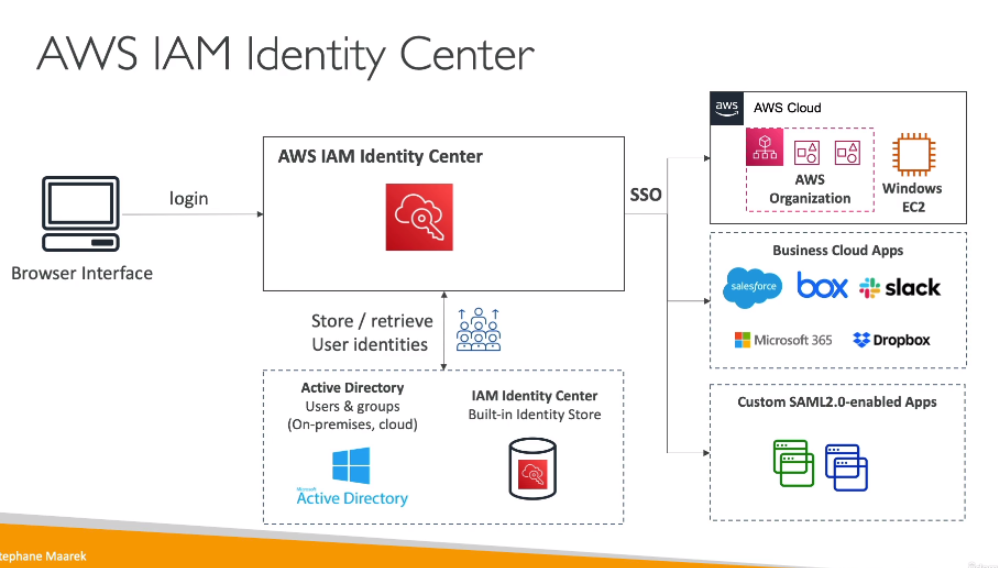 AWS IAM Identity Center
Browser Interface
login
AWS IAM Identity Center
Store / retrieve
User identities
Active Directory
Users & groups
(On-premises, cloud)
Microsoft
Active Directory
IAM Identity Center
Built-in Identity Store
SSO
aws
AWS Cloud
AWS
Organization
Windows
EC2
Business Cloud Apps
salesforce
box
slack
Microsoft 365
Dropbox
Custom SAML2.0-enabled Apps
tephane Maarek